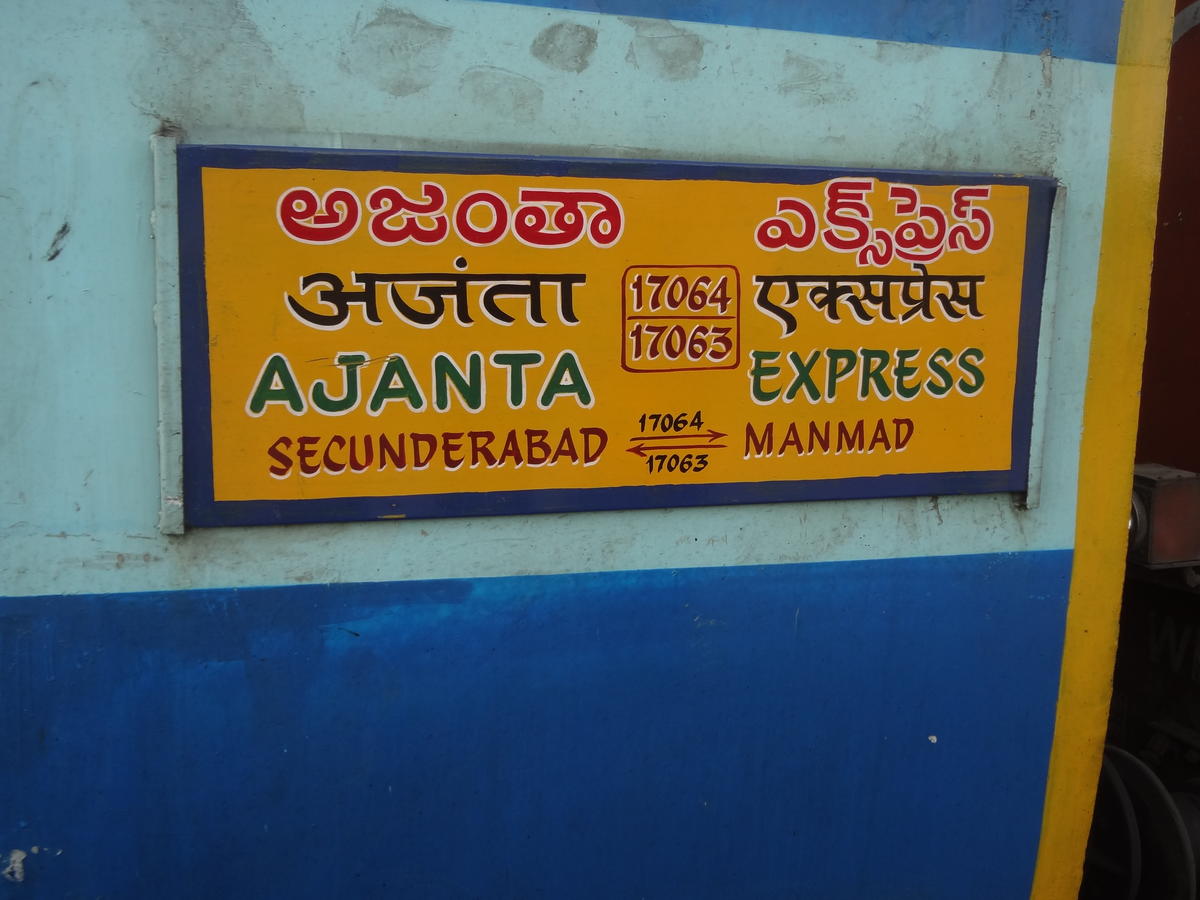 అజంతా ఎక్స్‌ప్రెస్
अजंता 17064 एक्सप्रेस
17063
AJANTA EXPRESS
SECUNDERABAD 17064 MANMAD
17063